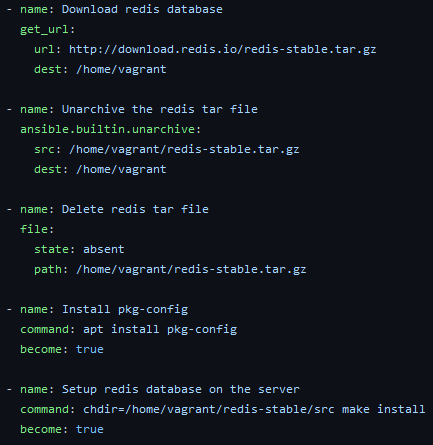 - name: Download redis database
  get_url:
    url: http://download.redis.io/redis-stable.tar.gz
    dest: /home/vagrant

- name: Unarchive the redis tar file
  ansible.builtin.unarchive:
    src: /home/vagrant/redis-stable.tar.gz
    dest: /home/vagrant

- name: Delete redis tar file
  file:
    state: absent
    path: /home/vagrant/redis-stable.tar.gz

- name: Install pkg-config
  command: apt install pkg-config
  become: true

- name: Setup redis database on the server
  command: chdir=/home/vagrant/redis-stable/src make install
  become: true